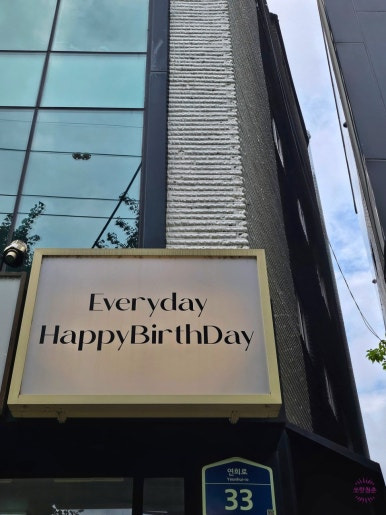 Everyday
HappyBirthDay
연희로
Yeonhui-ro
33